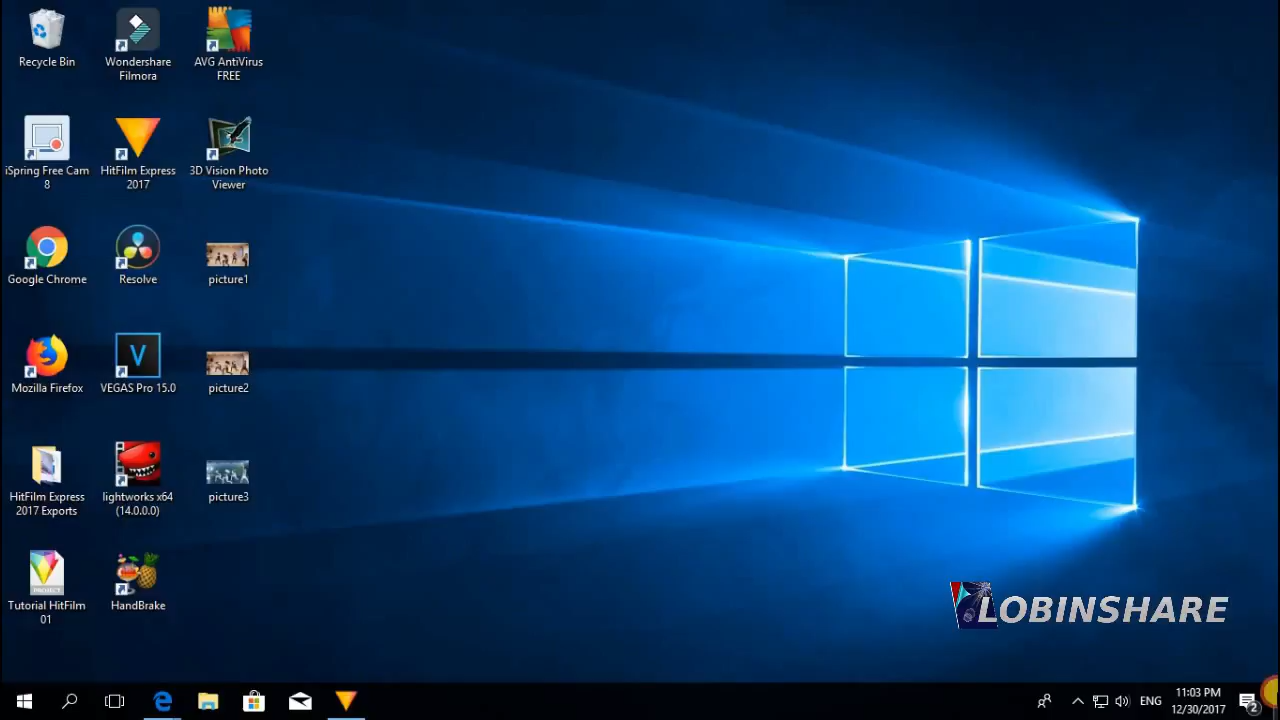 Recycle Bin
Wondershare
Filmora
AVG AntiVirus
FREE
iSpring Free Cam
8
HitFilm Express
2017
3D Vision Photo
Viewer
Google Chrome
Resolve
picture1
Mozilla Firefox
V
VEGAS Pro 15.0
picture2
HitFilm Express
2017 Exports
lightworks x64
(14.0.0.0)
picture3
PROJECT
Tutorial HitFilm
01
HandBrake
LOBINSHARE
ENG
11:03 PM
12/30/2017
2